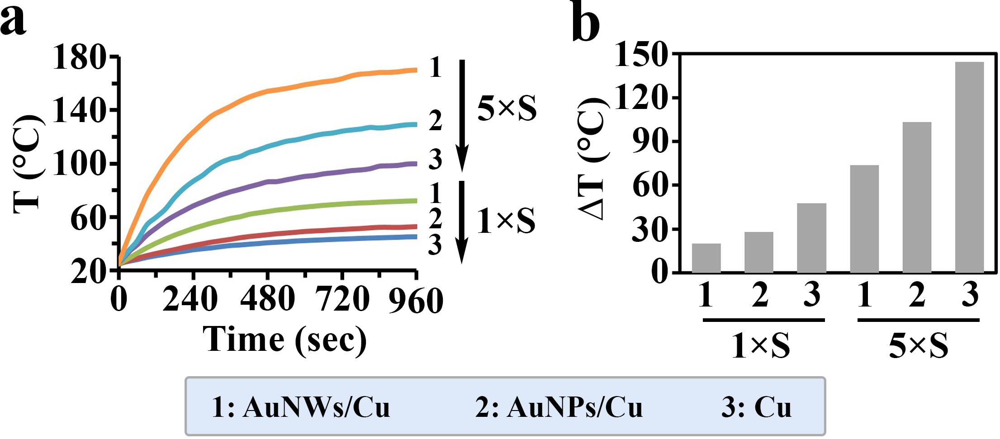 a
180
140
100
60
20
T (°C)
0 240 480 720 960
Time (sec)
1
2
3
5×S
1
2
3
1×S
b
150
120
90
60
30
0
ΔT (°C)
1 2 3 1 2 3
1×S 5×S
1: AuNWs/Cu 2: AuNPs/Cu 3: Cu